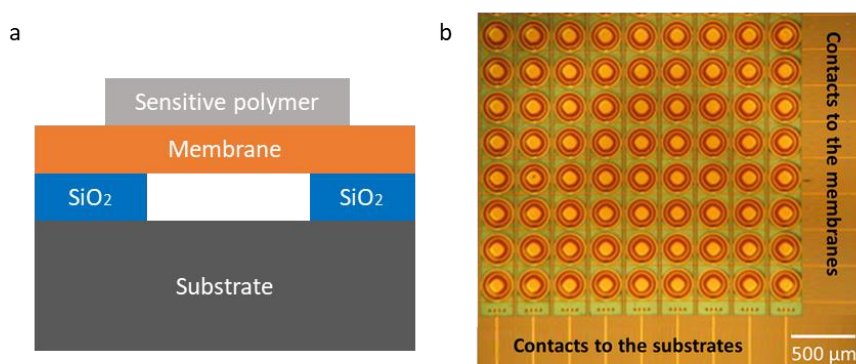 a
Sensitive polymer
Membrane
SiO2
SiO2
Substrate
b
Contacts to the membranes
Contacts to the substrates
500 μm